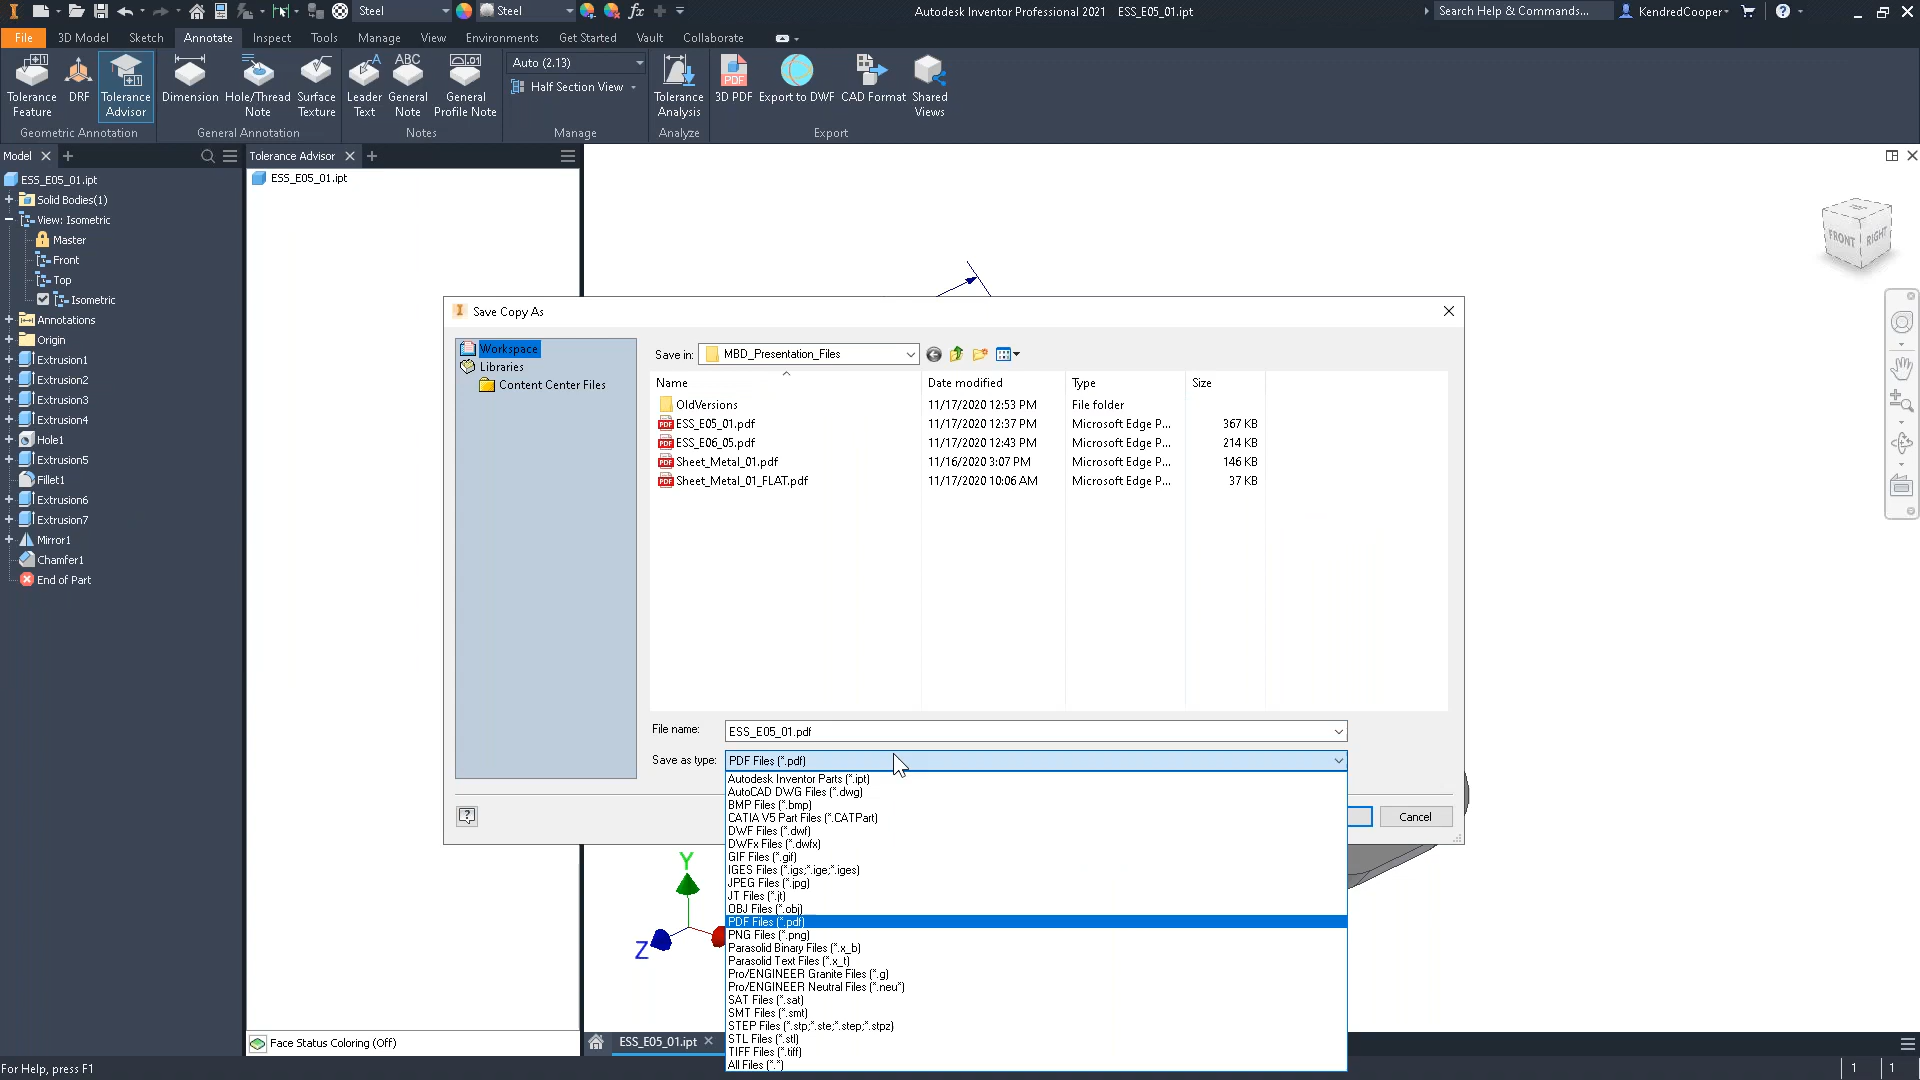 Steel
Steel
fx
Autodesk Inventor Professional 2021 ESS_E05_01.ipt
Search Help & Commands...
KendredCooper
File 3D Model Sketch Annotate Inspect Tools Manage View Environments Get Started Vault Collaborate
Tolerance Feature
DRF
Tolerance Advisor
Dimension
Hole/Thread Note
Surface Texture
Leader Text
General Note
General Profile Note
Auto (2.13)
Half Section View
Tolerance Analysis
3D PDF
Export to DWF
CAD Format
Shared Views
Geometric Annotation
General Annotation
Notes
Manage
Analyze
Export
Model
Tolerance Advisor
ESS_E05_01.ipt
Solid Bodies(1)
View: Isometric
Master
Front
Top
Isometric
Annotations
Origin
Extrusion1
Extrusion2
Extrusion3
Extrusion4
Hole1
Extrusion5
Fillet1
Extrusion6
Extrusion7
Mirror1
Chamfer1
End of Part
ESS_E05_01.ipt
Face Status Coloring (Off)
FRONT
RIGHT
Save Copy As
Workspace
Libraries
Content Center Files
Save in: MBD_Presentation_Files
Name Date modified Type Size
OldVersions 11/17/2020 12:53 PM File folder
ESS_E05_01.pdf 11/17/2020 12:37 PM Microsoft Edge P... 367 KB
ESS_E06_05.pdf 11/17/2020 12:43 PM Microsoft Edge P... 214 KB
Sheet_Metal_01.pdf 11/16/2020 3:07 PM Microsoft Edge P... 146 KB
Sheet_Metal_01_FLAT.pdf 11/17/2020 10:06 AM Microsoft Edge P... 37 KB
File name: ESS_E05_01.pdf
Save as type: PDF Files (*.pdf)
Autodesk Inventor Parts (*.ipt)
AutoCAD DWG Files (*.dwg)
BMP Files (*.bmp)
CATIA V5 Part Files (*.CATPart)
DWF Files (*.dwf)
DWFx Files (*.dwfx)
GIF Files (*.gif)
IGES Files (*.igs;*.ige;*.iges)
JPEG Files (*.jpg)
JT Files (*.jt)
OBJ Files (*.obj)
PDF Files (*.pdf)
PNG Files (*.png)
Parasolid Binary Files (*.x_b)
Parasolid Text Files (*.x_t)
Pro/ENGINEER Granite Files (*.g)
Pro/ENGINEER Neutral Files (*.neu*)
SAT Files (*.sat)
SMT Files (*.smt)
STEP Files (*.stp;*.ste;*.step;*.stpz)
STL Files (*.stl)
TIFF Files (*.tiff)
All Files (*.*)
Cancel
Y
Z
ESS_E05_01.ipt
For Help, press F1
1 1